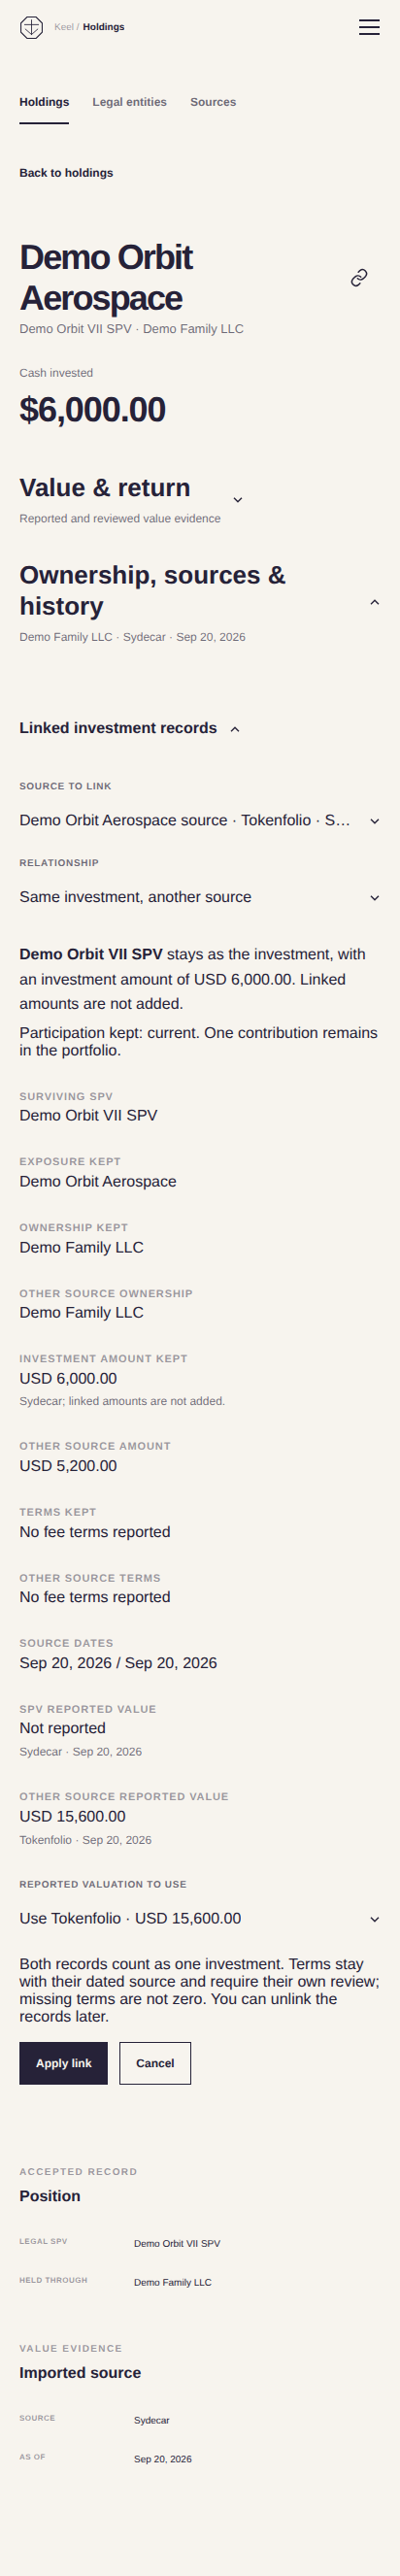 Keel / Holdings
Holdings Legal entities Sources
Back to holdings
Demo Orbit
Aerospace
Demo Orbit VII SPV · Demo Family LLC
Cash invested
$6,000.00
Value & return
Reported and reviewed value evidence
Ownership, sources &
history
Demo Family LLC · Sydecar · Sep 20, 2026
Linked investment records
SOURCE TO LINK
Demo Orbit Aerospace source · Tokenfolio · S…
RELATIONSHIP
Same investment, another source
Demo Orbit VII SPV stays as the investment, with
an investment amount of USD 6,000.00. Linked
amounts are not added.
Participation kept: current. One contribution remains
in the portfolio.
SURVIVING SPV
Demo Orbit VII SPV
EXPOSURE KEPT
Demo Orbit Aerospace
OWNERSHIP KEPT
Demo Family LLC
OTHER SOURCE OWNERSHIP
Demo Family LLC
INVESTMENT AMOUNT KEPT
USD 6,000.00
Sydecar; linked amounts are not added.
OTHER SOURCE AMOUNT
USD 5,200.00
TERMS KEPT
No fee terms reported
OTHER SOURCE TERMS
No fee terms reported
SOURCE DATES
Sep 20, 2026 / Sep 20, 2026
SPV REPORTED VALUE
Not reported
Sydecar · Sep 20, 2026
OTHER SOURCE REPORTED VALUE
USD 15,600.00
Tokenfolio · Sep 20, 2026
REPORTED VALUATION TO USE
Use Tokenfolio · USD 15,600.00
Both records count as one investment. Terms stay
with their dated source and require their own review;
missing terms are not zero. You can unlink the
records later.
Apply link Cancel
ACCEPTED RECORD
Position
LEGAL SPV Demo Orbit VII SPV
HELD THROUGH Demo Family LLC
VALUE EVIDENCE
Imported source
SOURCE Sydecar
AS OF Sep 20, 2026